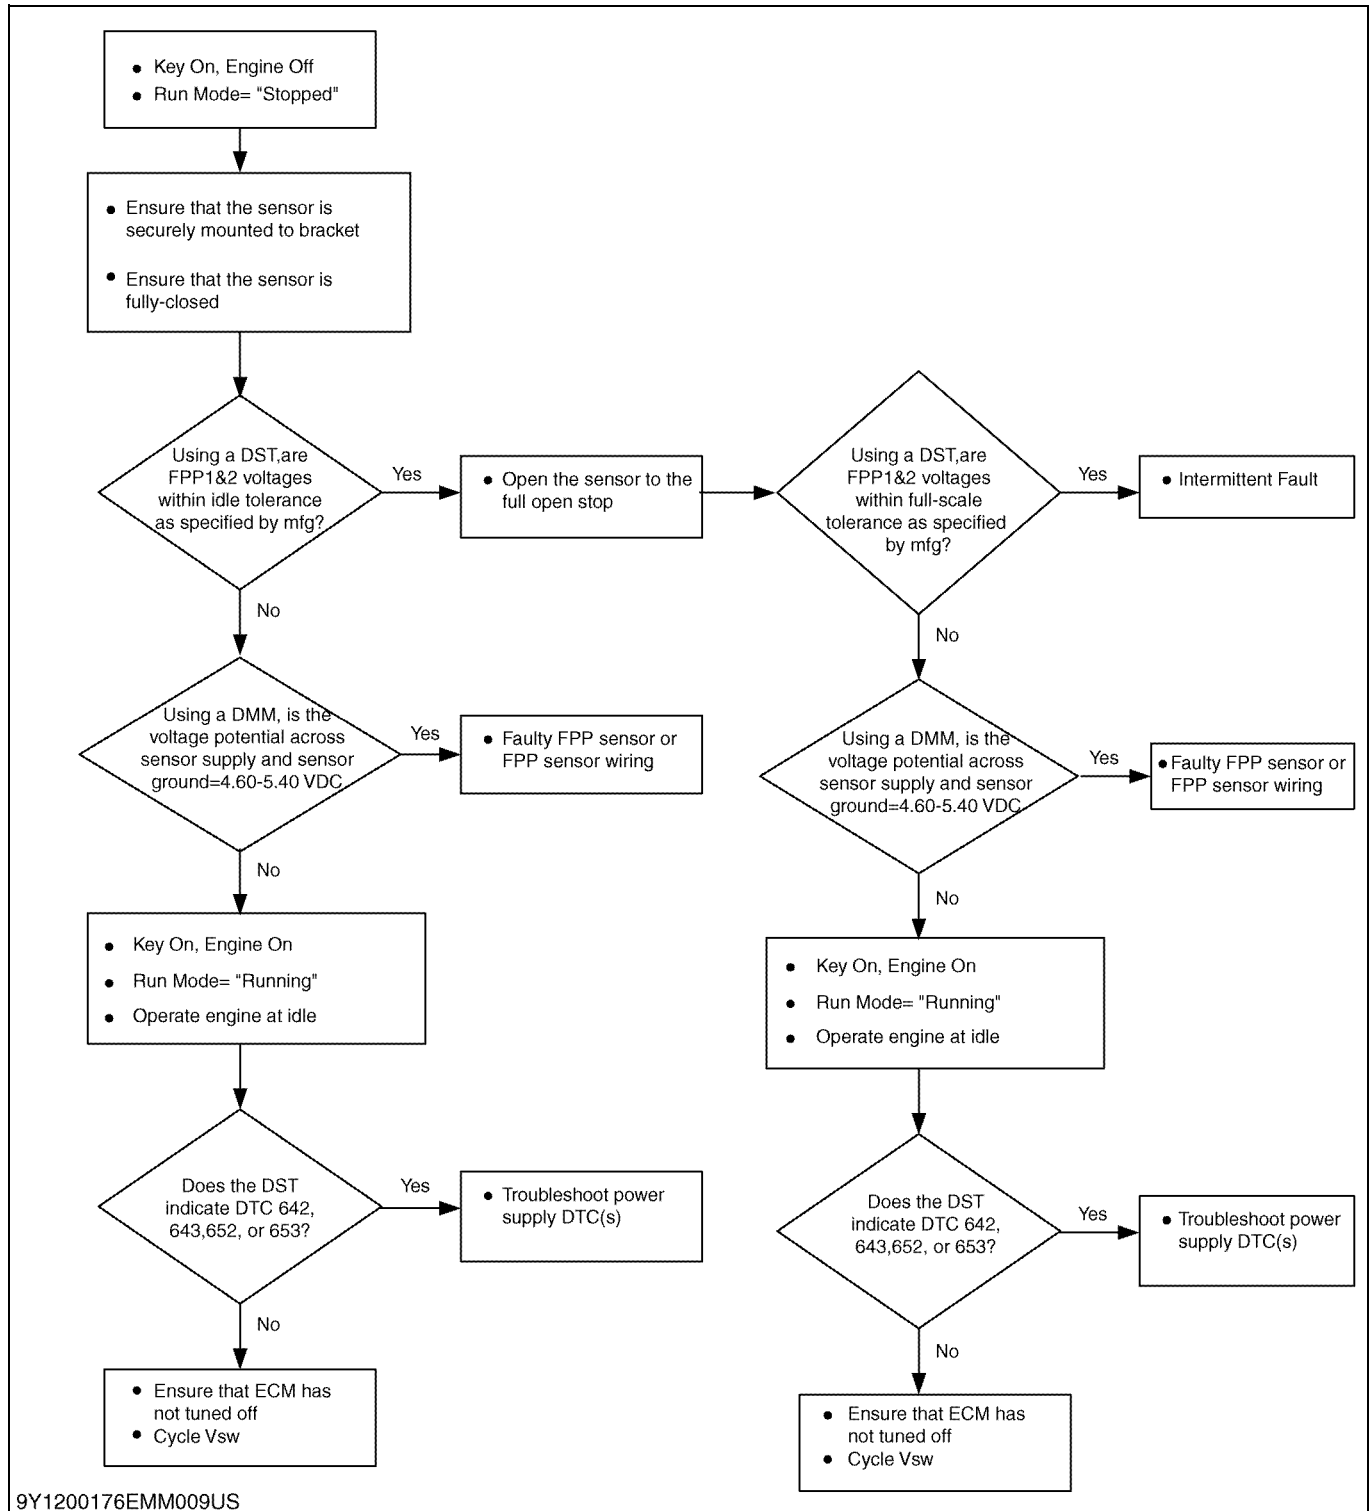 ● Key On, Engine Off
● Run Mode= "Stopped"
● Ensure that the sensor is
securely mounted to bracket
● Ensure that the sensor is
fully-closed
Using a DST,are
FPP1&2 voltages
within idle tolerance
as specified by mfg?
Yes
● Open the sensor to the
full open stop
Using a DST,are
FPP1&2 voltages
within full-scale
tolerance as specified
by mfg?
Yes
● Intermittent Fault
No
No
Using a DMM, is the
voltage potential across
sensor supply and sensor
ground=4.60-5.40 VDC
Yes
● Faulty FPP sensor or
FPP sensor wiring
Using a DMM, is the
voltage potential across
sensor supply and sensor
ground=4.60-5.40 VDC
Yes
● Faulty FPP sensor or
FPP sensor wiring
No
No
● Key On, Engine On
● Run Mode= "Running"
● Operate engine at idle
● Key On, Engine On
● Run Mode= "Running"
● Operate engine at idle
Does the DST
indicate DTC 642,
643,652, or 653?
Yes
● Troubleshoot power
supply DTC(s)
Does the DST
indicate DTC 642,
643,652, or 653?
Yes
● Troubleshoot power
supply DTC(s)
No
No
● Ensure that ECM has
not tuned off
● Cycle Vsw
● Ensure that ECM has
not tuned off
● Cycle Vsw
9Y1200176EMM009US